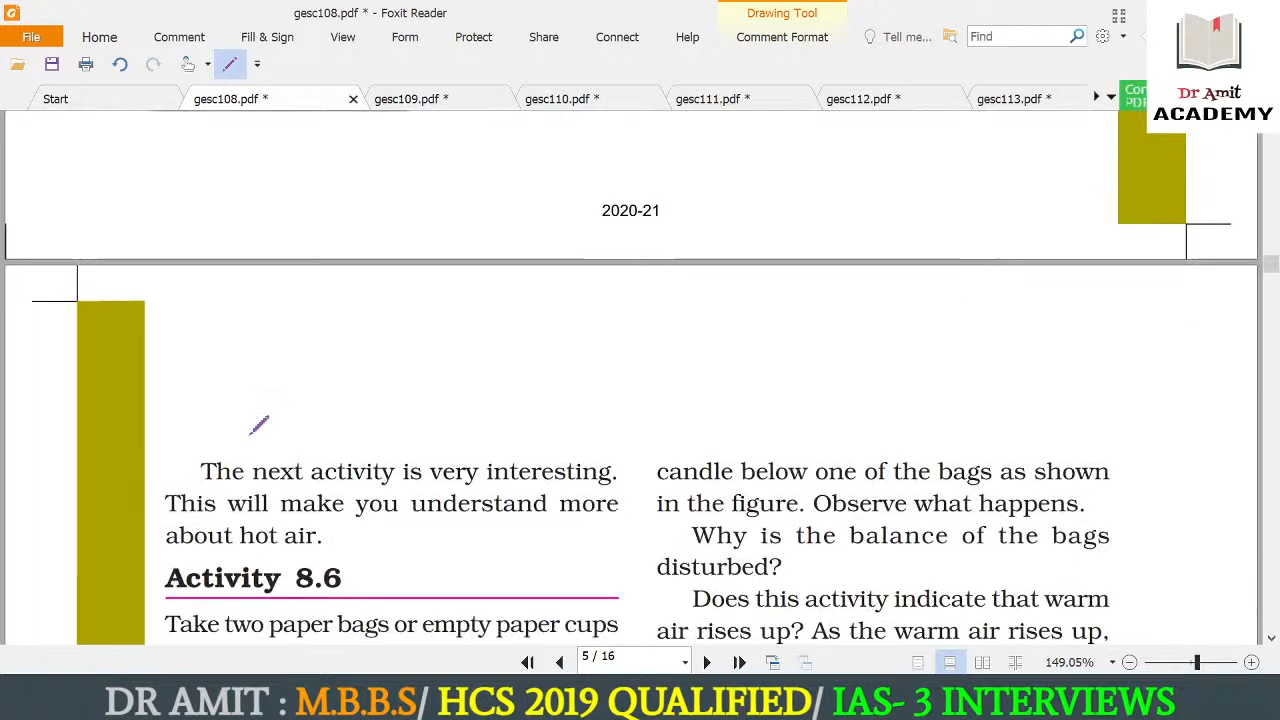 gesc108.pdf * - Foxit Reader
Drawing Tool
File
Home
Comment
Fill & Sign
View
Form
Protect
Share
Connect
Help
Comment Format
Tell me...
Find
Start
gesc108.pdf *
gesc109.pdf *
gesc110.pdf *
gesc111.pdf *
gesc112.pdf *
gesc113.pdf *
PDF
Dr Amit
ACADEMY
2020-21
The next activity is very interesting.
This will make you understand more
about hot air.
Activity 8.6
Take two paper bags or empty paper cups
candle below one of the bags as shown
in the figure. Observe what happens.
Why is the balance of the bags
disturbed?
Does this activity indicate that warm
air rises up? As the warm air rises up,
5 / 16
149.05%
DR AMIT : M.B.B.S/ HCS 2019 QUALIFIED/ IAS- 3 INTERVIEWS